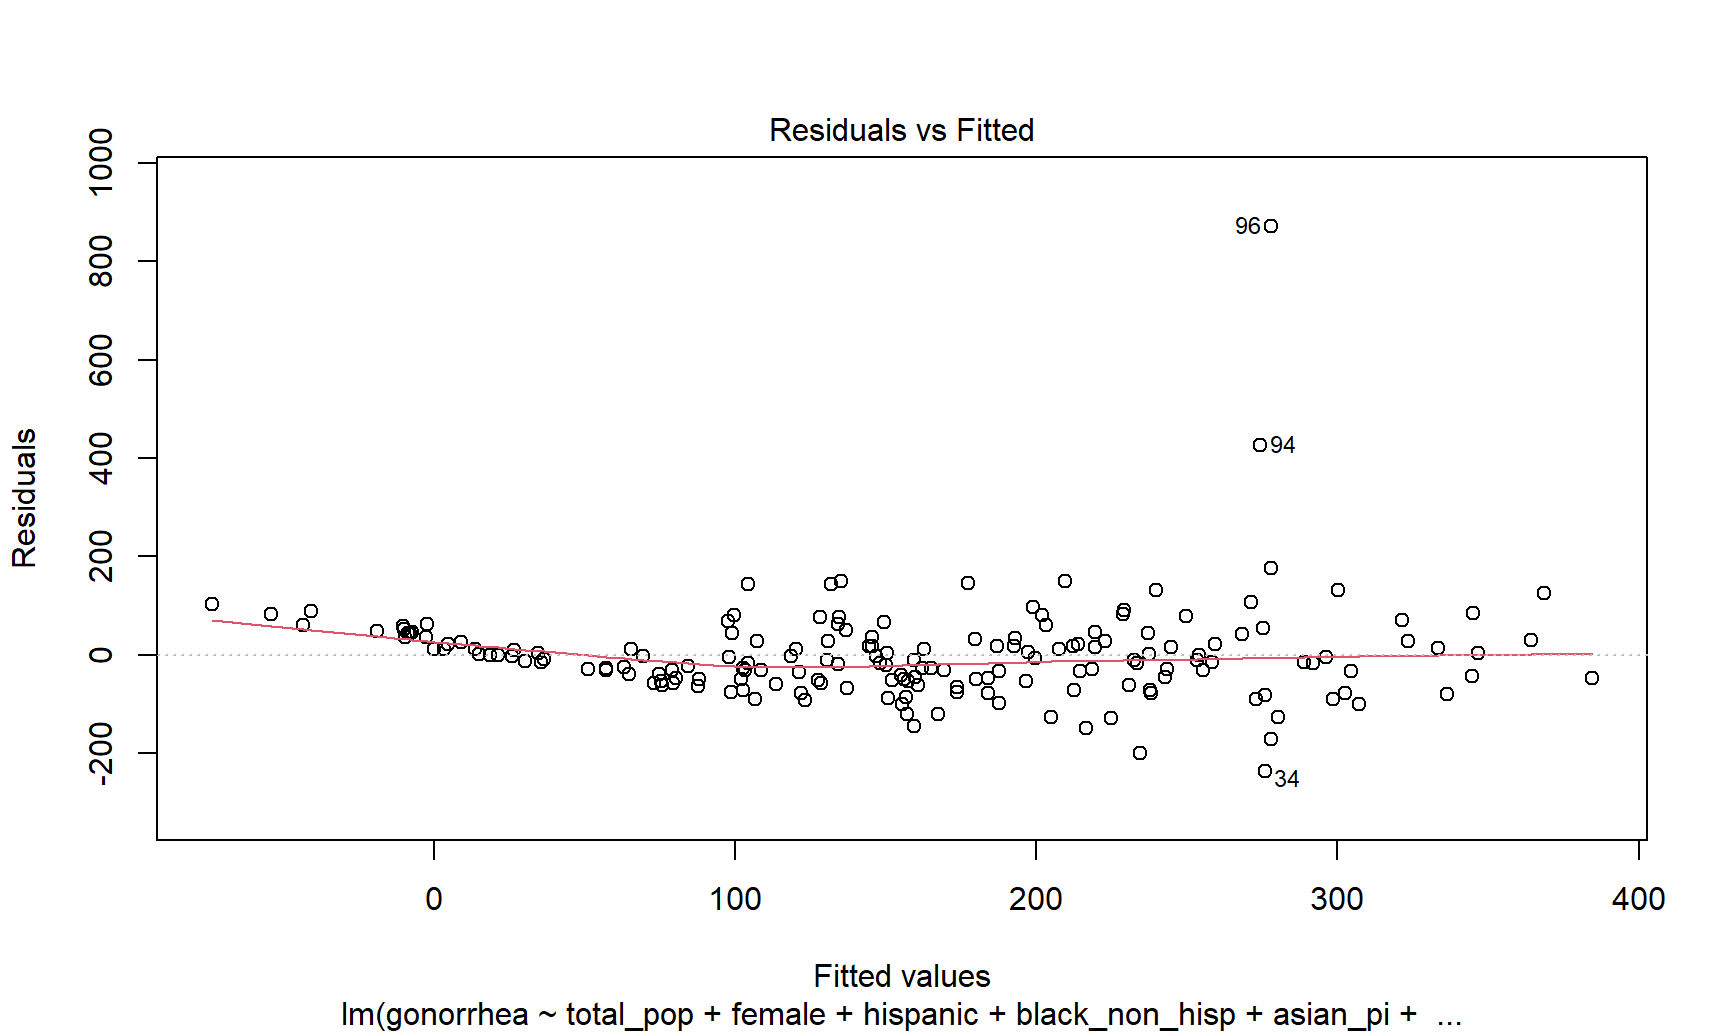 Residuals vs Fitted
1000
800
600
400
200
0
-200
Residuals
96
94
34
0 100 200 300 400
Fitted values
lm(gonorrhea ~ total_pop + female + hispanic + black_non_hisp + asian_pi + ...